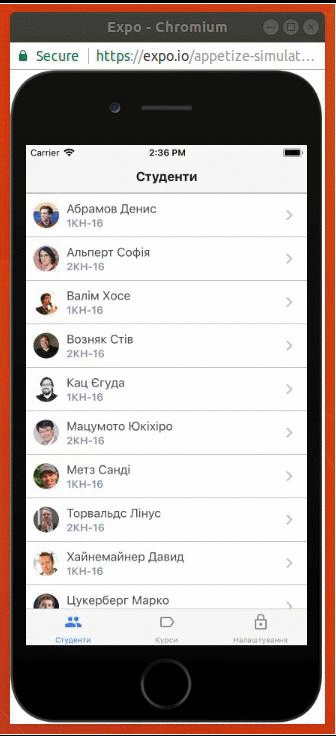 Expo - Chromium
Secure
https://expo.io/appetize-simulat...
Carrier
2:36 PM
Студенти
Абрамов Денис
1КН-16
Альперт Софія
2КН-16
Валім Хосе
1КН-16
Возняк Стів
2КН-16
Кац Єгуда
1КН-16
Мацумото Юкіхіро
2КН-16
Метз Санді
1КН-16
Торвальдс Лінус
2КН-16
Хайнемайнер Давид
1КН-16
Цукерберг Марко
Студенти
Курси
Налаштування